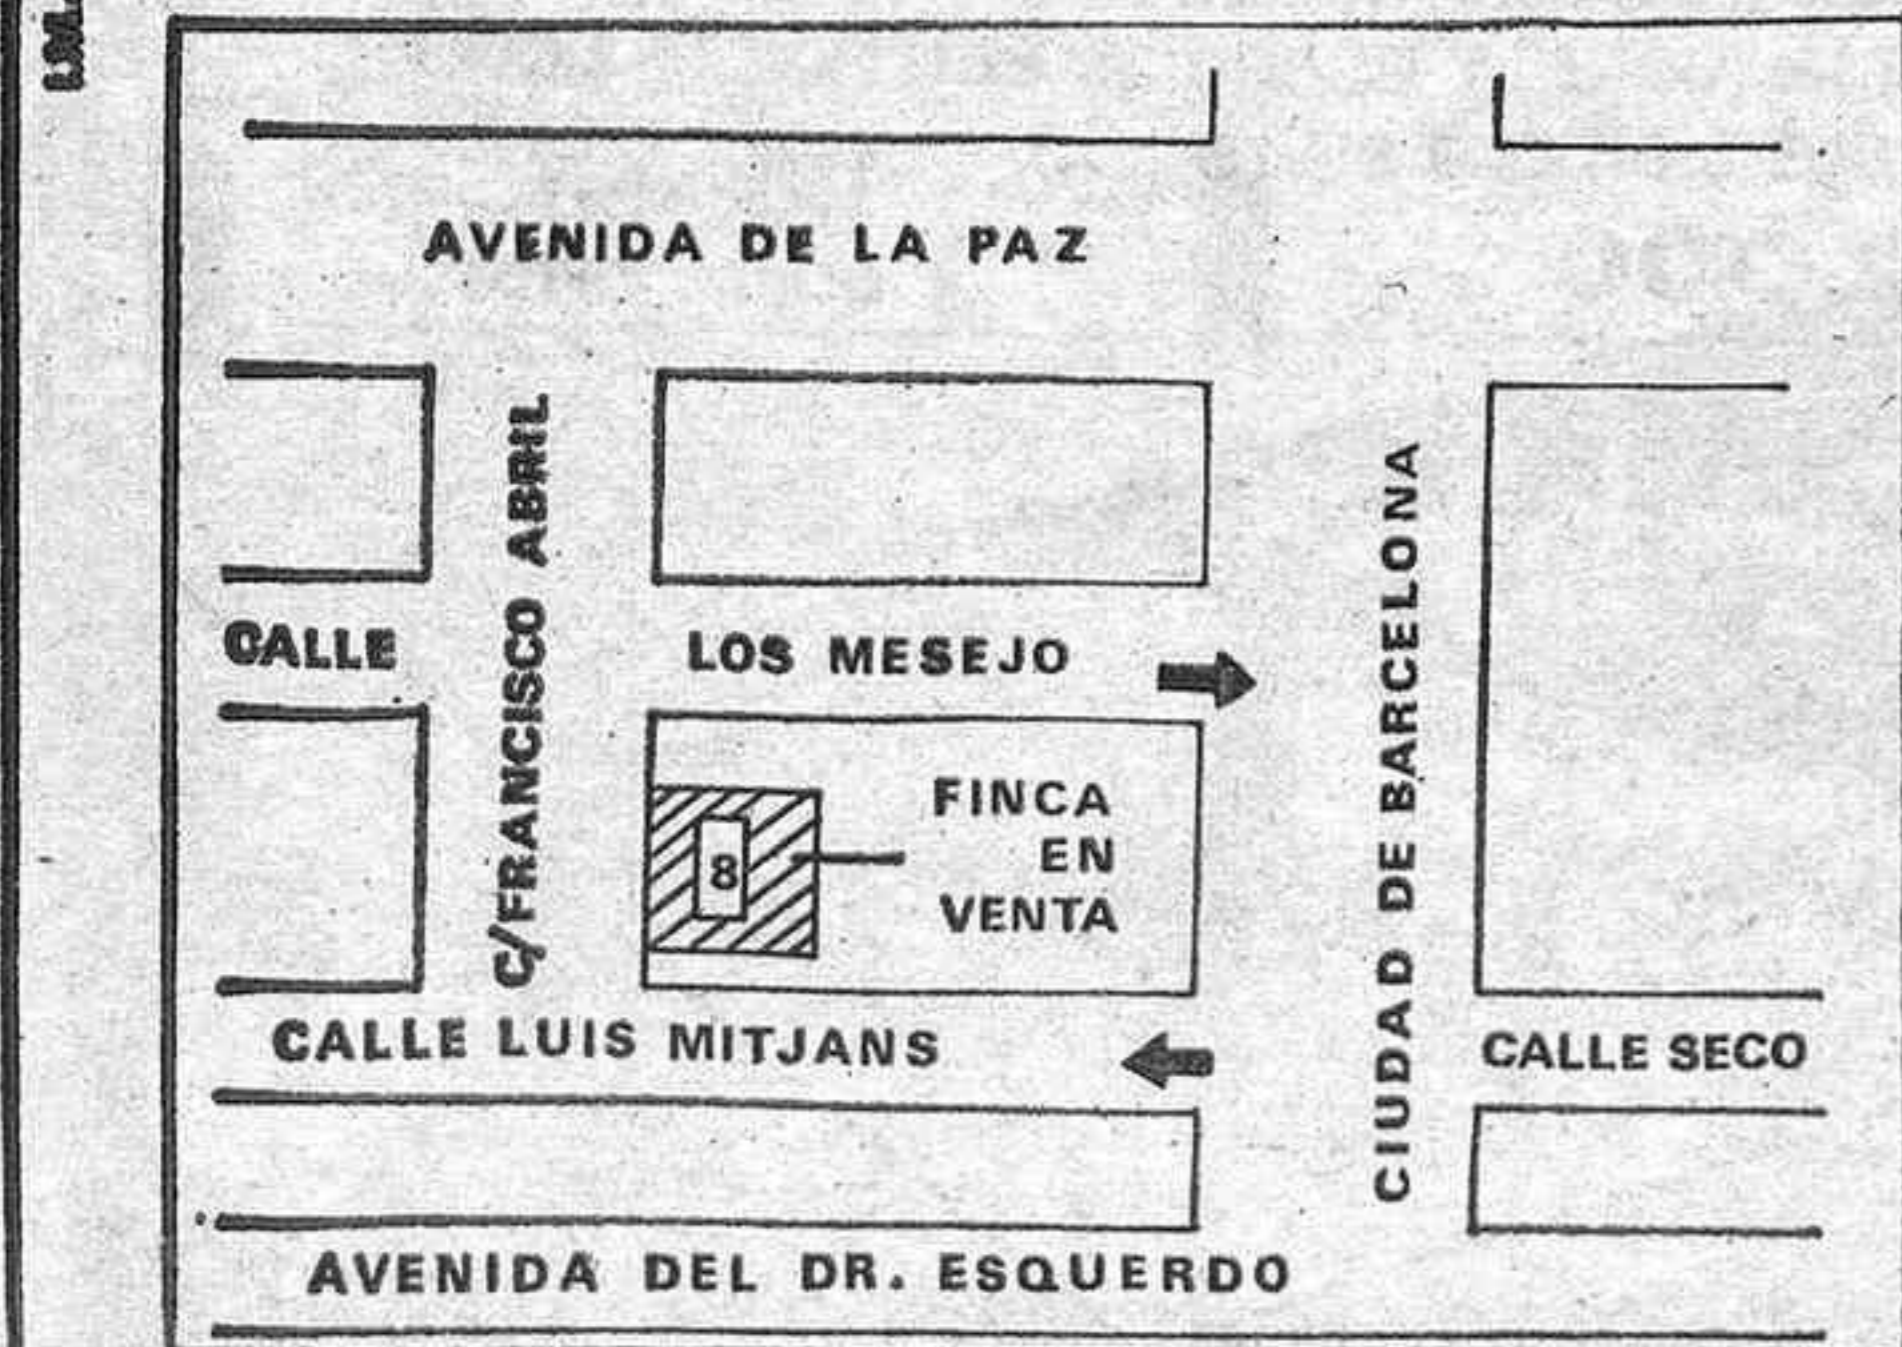 AVENIDA DE LA PAZ
C/FRANCISCO ABRIL
CIUDAD DE BARCELONA
CALLE LOS MESEJO
8
FINCA
EN
VENTA
CALLE LUIS MITJANS
CALLE SECO
AVENIDA DEL DR. ESQUERDO